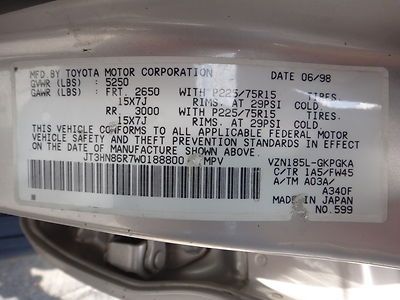 MFD BY TOYOTA MOTOR CORPORATION DATE 06/98
GVWR (LBS) 5250
GAWR (LBS) FRT. 2650 WITH P225/75R15 TIRES.
15X7J RIMS. AT 29PSI COLD.
RR 3000 WITH P225/75R15 TIRES.
15X7J RIMS. AT 29PSI COLD.
THIS VEHICLE CONFORMS TO ALL APPLICABLE FEDERAL MOTOR
VEHICLE SAFETY AND THEFT PREVENTION STANDARDS IN EFFECT
ON THE DATE OF MANUFACTURE SHOWN ABOVE.
JT3HN86R7W0188800 MPV VZN185L-GKPGKA
C/TR 1A5/FW45
A/TM A03A/
A340F
MADE IN JAPAN
NO.599